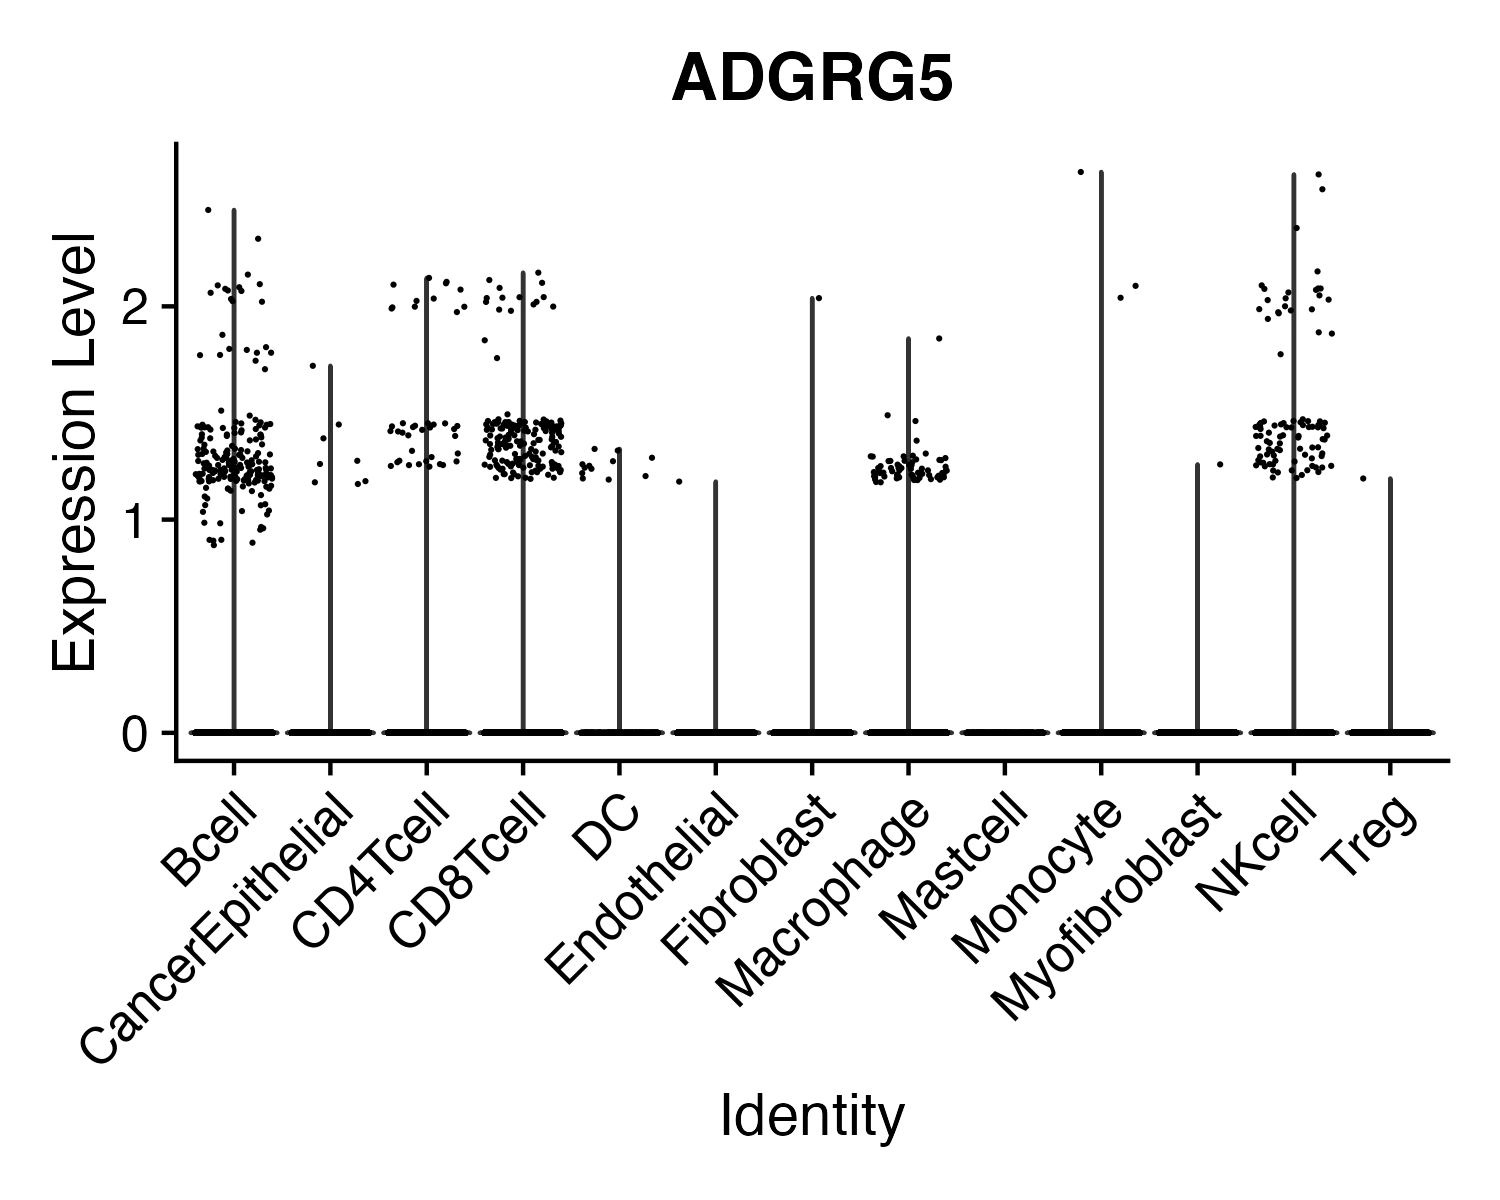 ADGRG5
Expression Level
2
1
0
Bcell
CancerEpithelial
CD4Tcell
CD8Tcell
DC
Endothelial
Fibroblast
Macrophage
Mastcell
Monocyte
Myofibroblast
NKcell
Treg
Identity